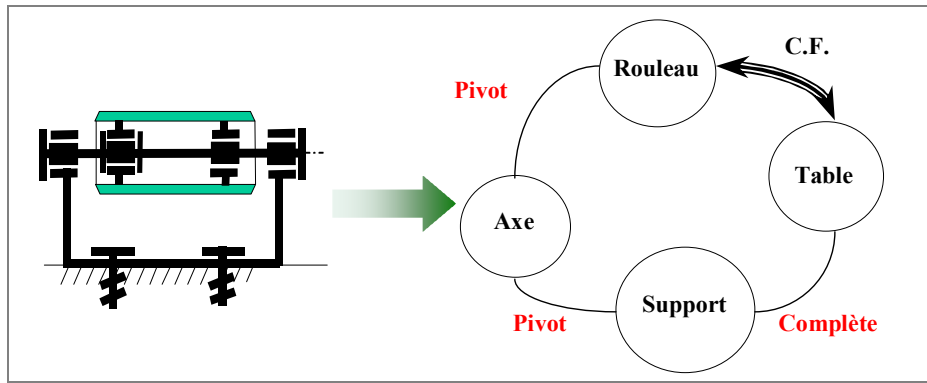 C.F.
Rouleau
Pivot
Table
Axe
Support
Pivot
Complète